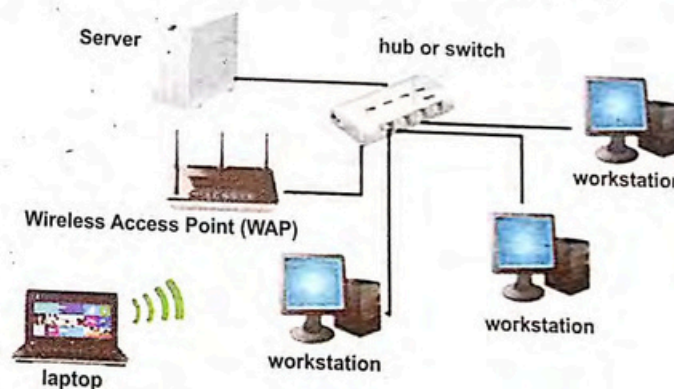 Server
hub or switch
workstation
Wireless Access Point (WAP)
workstation
workstation
laptop